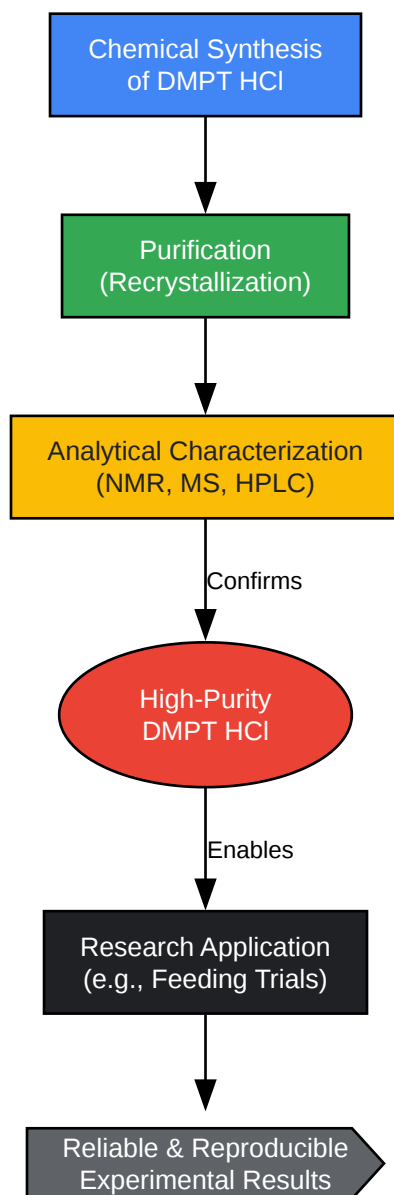 Chemical Synthesis
of DMPT HCl
Purification
(Recrystallization)
Analytical Characterization
(NMR, MS, HPLC)
Confirms
High-Purity
DMPT HCl
Enables
Research Application
(e.g., Feeding Trials)
Reliable & Reproducible
Experimental Results